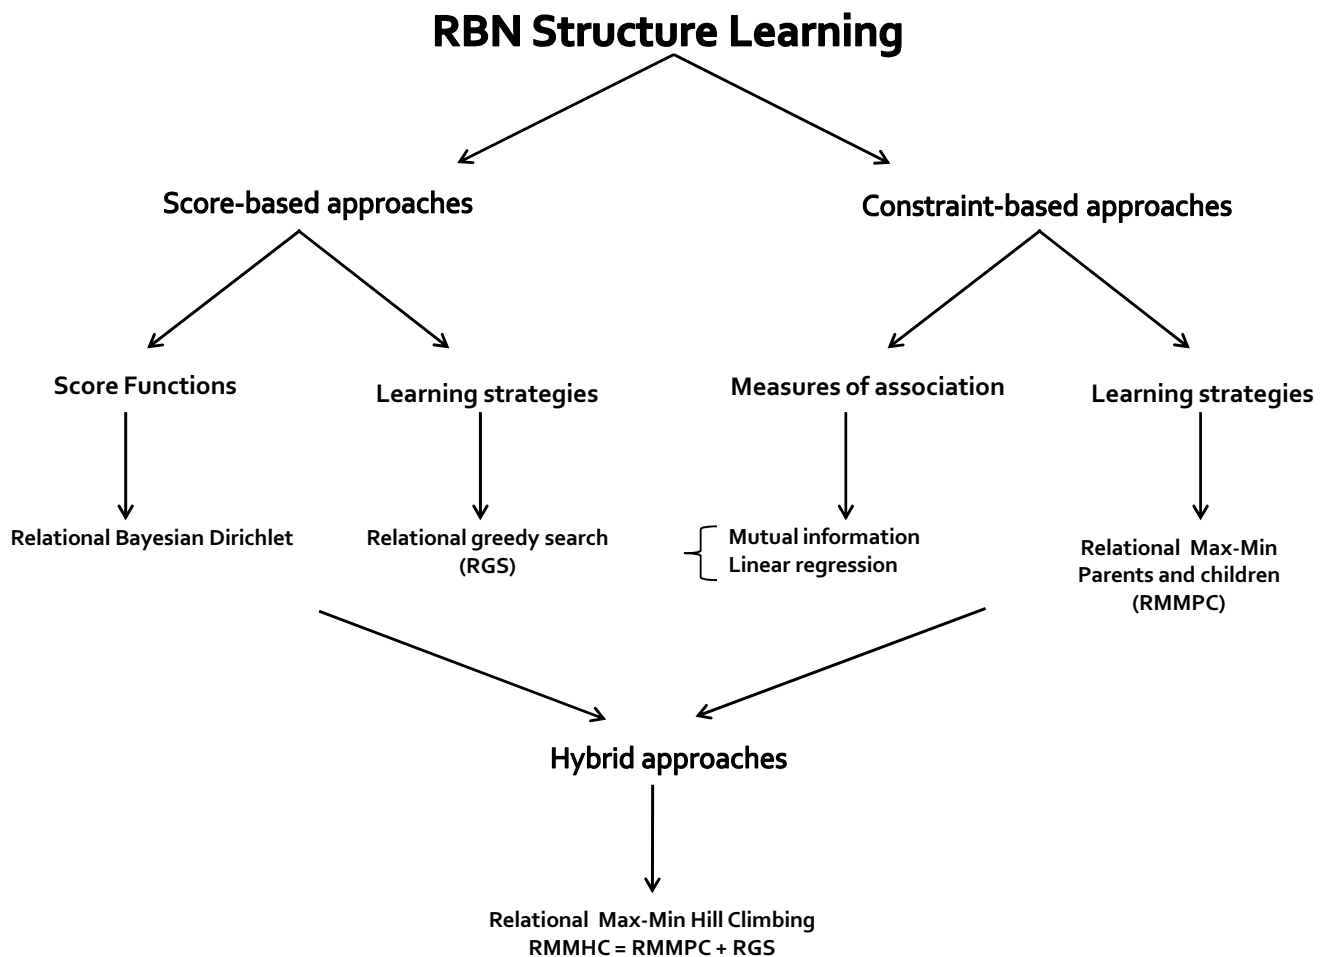 RBN Structure Learning
Score-based approaches
Constraint-based approaches
Score Functions
Learning strategies
Measures of association
Learning strategies
Relational Bayesian Dirichlet
Relational greedy search
(RGS)
Mutual information
Linear regression
Relational Max-Min
Parents and children
(RMMPC)
Hybrid approaches
Relational Max-Min Hill Climbing
RMMHC = RMMPC + RGS